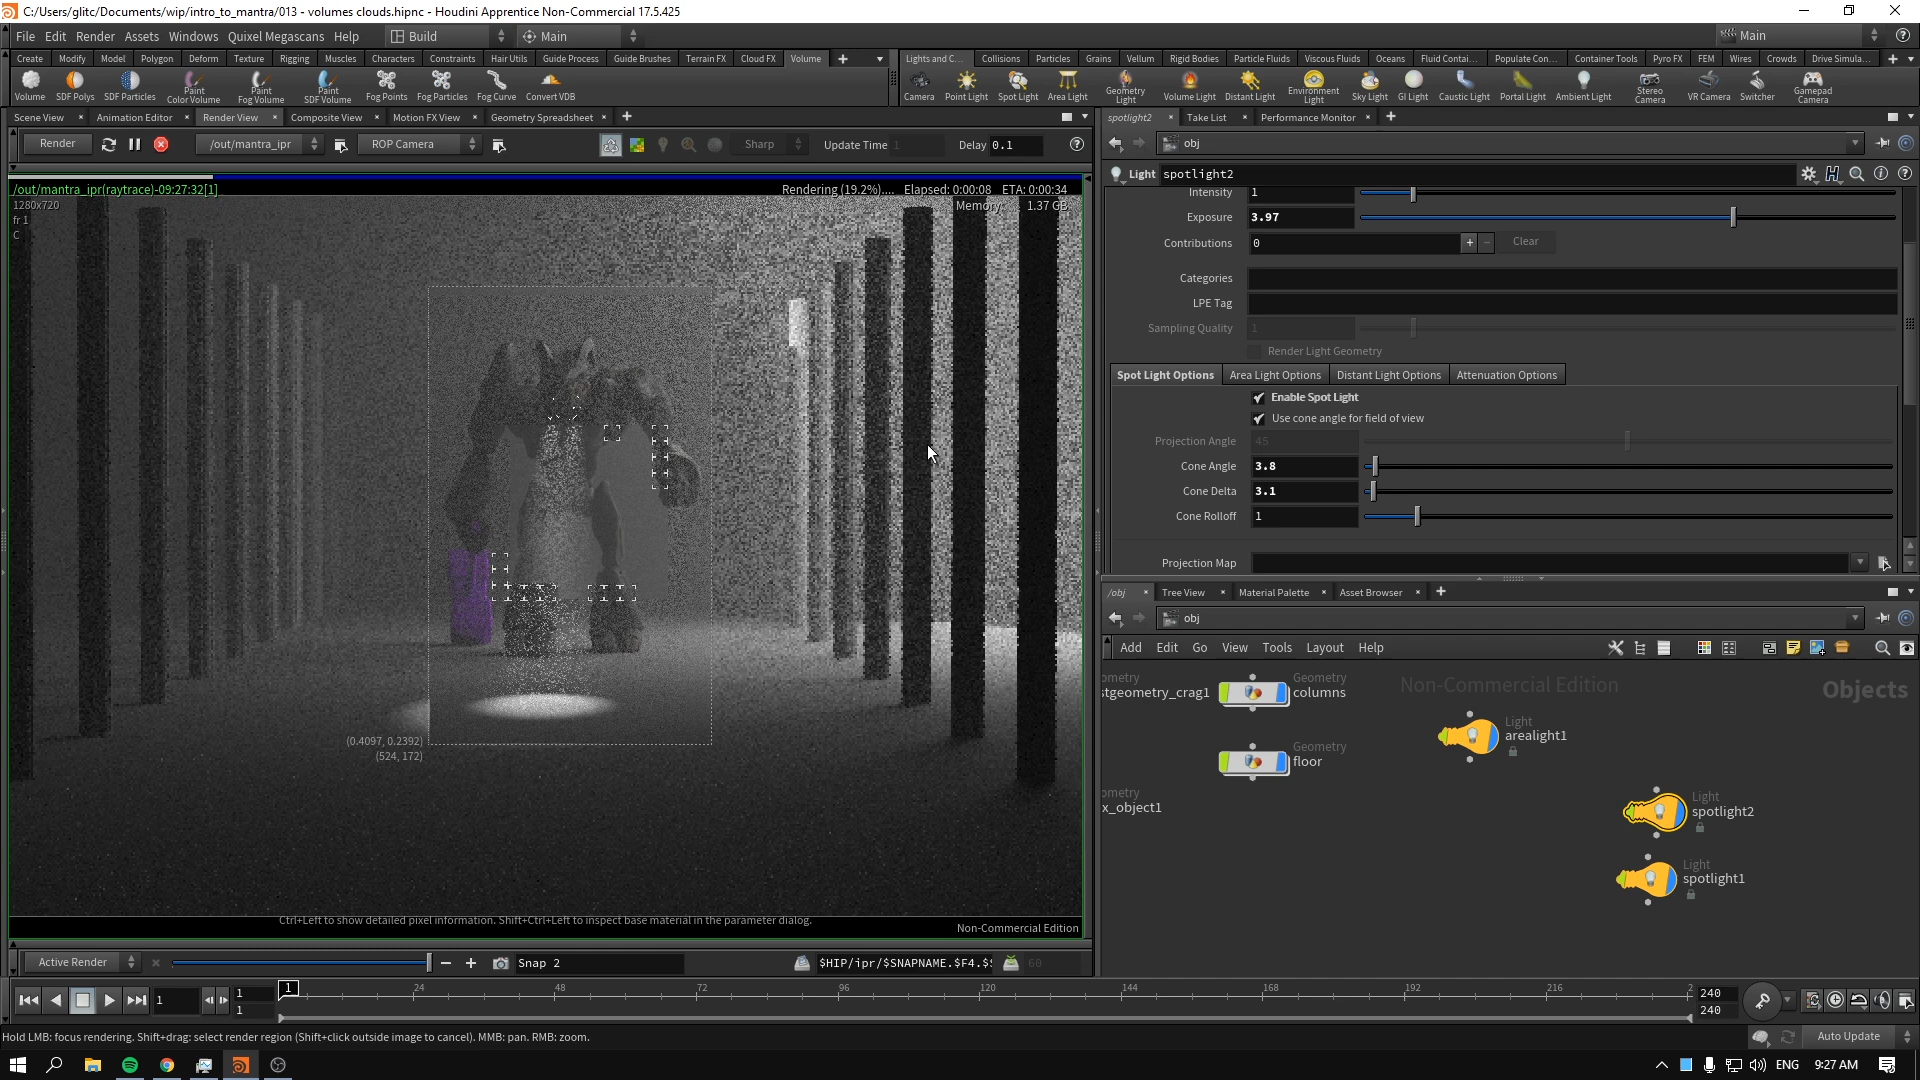 C:/Users/glitc/Documents/wip/intro_to_mantra/013 - volumes clouds.hipnc - Houdini Apprentice Non-Commercial 17.5.425
File Edit Render Assets Windows Quixel Megascans Help Build Main Main
Create Modify Model Polygon Deform Texture Rigging Muscles Characters Constraints Hair Utils Guide Process Guide Brushes Terrain FX Cloud FX Volume
Lights and C... Collisions Particles Grains Vellum Rigid Bodies Particle Fluids Viscous Fluids Oceans Fluid Contai... Populate Con... Container Tools Pyro FX FEM Wires Crowds Drive Simula...
Volume SDF Polys SDF Particles Paint Color Volume Paint Fog Volume Paint SDF Volume Fog Points Fog Particles Fog Curve Convert VDB
Camera Point Light Spot Light Area Light Geometry Light Volume Light Distant Light Environment Light Sky Light GI Light Caustic Light Portal Light Ambient Light Stereo Camera VR Camera Switcher Gamepad Camera
Scene View Animation Editor Render View Composite View Motion FX View Geometry Spreadsheet
spotlight2 Take List Performance Monitor
Render /out/mantra_ipr ROP Camera Sharp Update Time 1 Delay 0.1
obj
Light spotlight2
/out/mantra_ipr(raytrace)-09:27:32[1]
Rendering (19.2%).... Elapsed: 0:00:08 ETA: 0:00:34
1280x720
Memory: 1.37 GB
fr 1
C
Intensity 1
Exposure 3.97
Contributions 0 + - Clear
Categories
LPE Tag
Sampling Quality 1
Render Light Geometry
Spot Light Options Area Light Options Distant Light Options Attenuation Options
Enable Spot Light
Use cone angle for field of view
Projection Angle 45
Cone Angle 3.8
Cone Delta 3.1
Cone Rolloff 1
Projection Map
/obj Tree View Material Palette Asset Browser
obj
Add Edit Go View Tools Layout Help
Non-Commercial Edition
Objects
ometry
stgeometry_crag1
Geometry
columns
Light
arealight1
Geometry
floor
ometry
x_object1
Light
spotlight2
Light
spotlight1
(0.4097, 0.2392)
(524, 172)
Ctrl+Left to show detailed pixel information. Shift+Ctrl+Left to inspect base material in the parameter dialog.
Non-Commercial Edition
Active Render Snap 2 $HIP/ipr/$SNAPNAME.$F4.$S 60
1 1 1 1 24 48 72 96 120 144 168 192 216 2 240
240
Hold LMB: focus rendering. Shift+drag: select render region (Shift+click outside image to cancel). MMB: pan. RMB: zoom.
Auto Update
ENG 9:27 AM